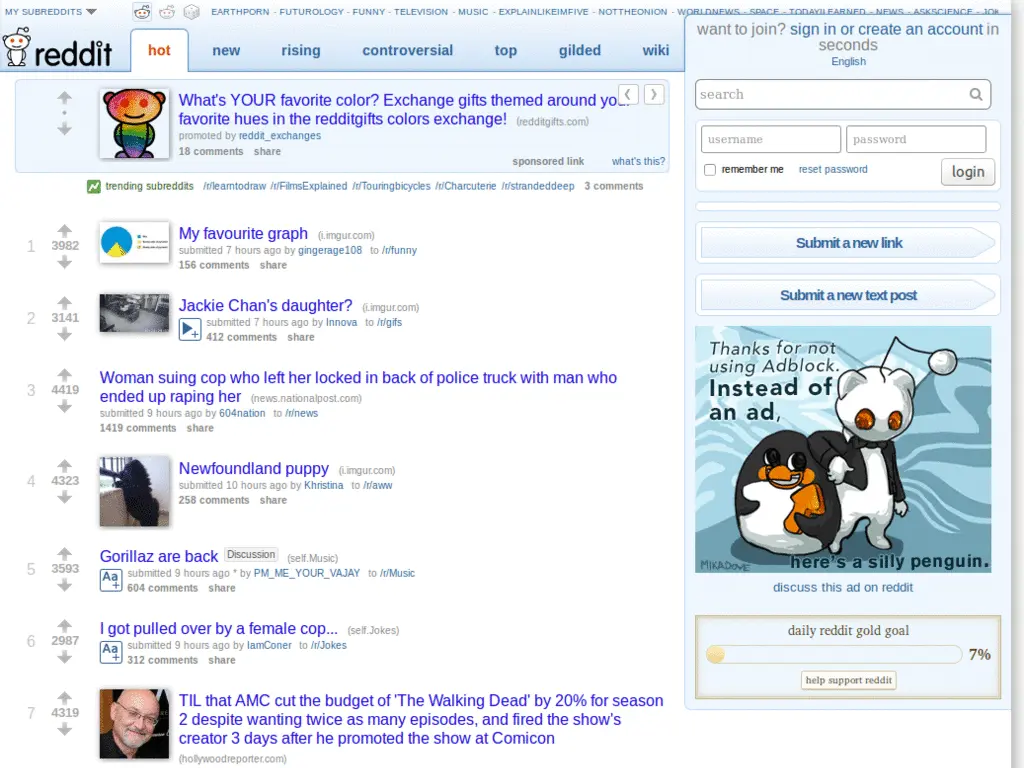 MY SUBREDDITS
EARTHPORN - FUTUROLOGY - FUNNY - TELEVISION - MUSIC - EXPLAINLIKEIMFIVE - NOTTHEONION - WORLDNEWS - SPACE - TODAYILEARNED - NEWS - ASKSCIENCE - JOK
reddit
hot new rising controversial top gilded wiki
What's YOUR favorite color? Exchange gifts themed around your
favorite hues in the redditgifts colors exchange! (redditgifts.com)
promoted by reddit_exchanges
18 comments share
sponsored link what's this?
trending subreddits /r/learntodraw /r/FilmsExplained /r/Touringbicycles /r/Charcuterie /r/strandeddeep 3 comments
1 3982
My favourite graph (i.imgur.com)
submitted 7 hours ago by gingerage108 to /r/funny
156 comments share
2 3141
Jackie Chan's daughter? (i.imgur.com)
submitted 7 hours ago by Innova to /r/gifs
412 comments share
3 4419
Woman suing cop who left her locked in back of police truck with man who
ended up raping her (news.nationalpost.com)
submitted 9 hours ago by 604nation to /r/news
1419 comments share
4 4323
Newfoundland puppy (i.imgur.com)
submitted 10 hours ago by Khristina to /r/aww
258 comments share
5 3593
Gorillaz are back Discussion (self.Music)
Aa+
submitted 9 hours ago * by PM_ME_YOUR_VAJAY to /r/Music
604 comments share
6 2987
I got pulled over by a female cop... (self.Jokes)
Aa+
submitted 9 hours ago by IamConer to /r/Jokes
312 comments share
7 4319
TIL that AMC cut the budget of 'The Walking Dead' by 20% for season
2 despite wanting twice as many episodes, and fired the show's
creator 3 days after he promoted the show at Comicon
(hollywoodreporter.com)
want to join? sign in or create an account in
seconds
English
search
username password
remember me reset password login
Submit a new link
Submit a new text post
Thanks for not
using Adblock.
Instead of
an ad,
here's a silly penguin.
MIKADOVE
discuss this ad on reddit
daily reddit gold goal
7%
help support reddit